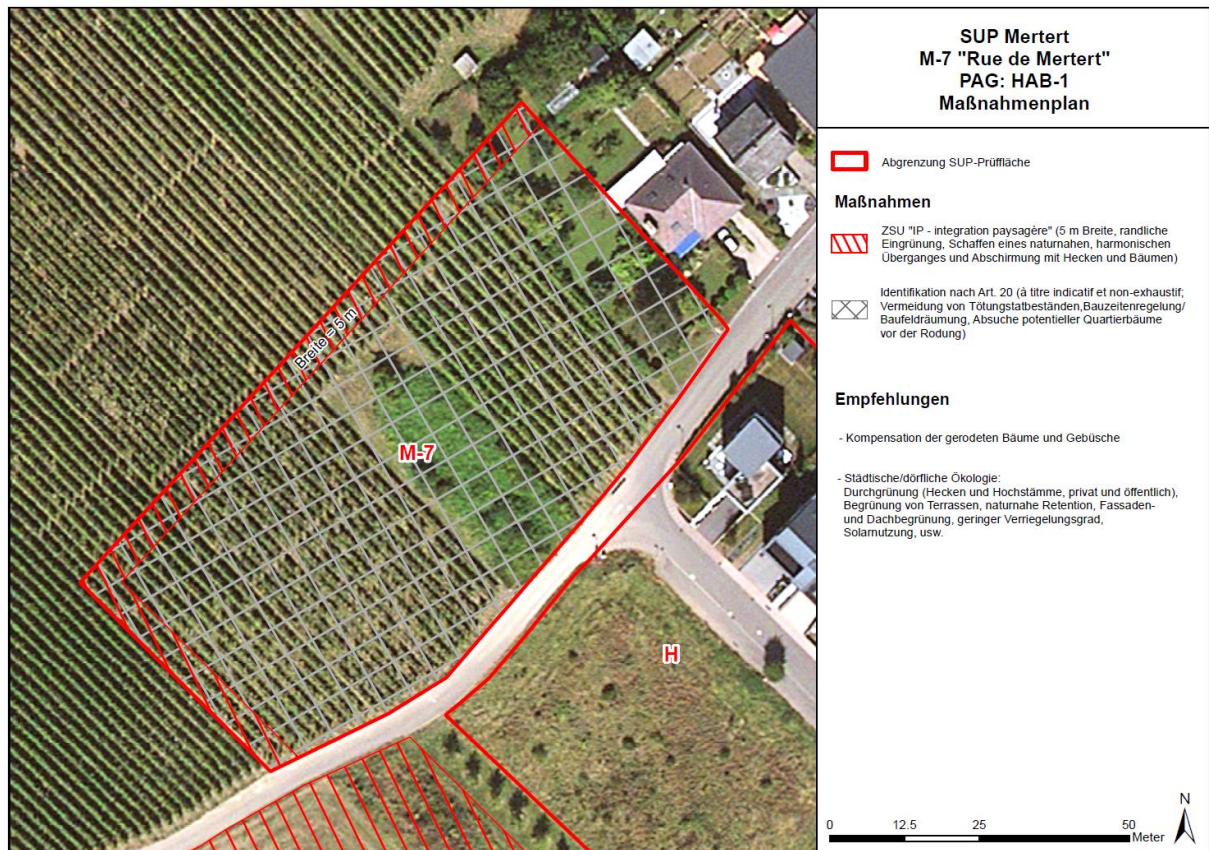 SUP Mertert
M-7 "Rue de Mertert"
PAG: HAB-1
Maßnahmenplan
Abgrenzung SUP-Prüffläche
Maßnahmen
ZSU "IP - integration paysagère" (5 m Breite, randliche
Eingrünung, Schaffen eines naturnahen, harmonischen
Überganges und Abschirmung mit Hecken und Bäumen)
Identifikation nach Art. 20 (à titre indicatif et non-exhaustif;
Vermeidung von Tötungstatbeständen,Bauzeitenregelung/
Baufeldräumung, Absuche potentieller Quartierbäume
vor der Rodung)
Empfehlungen
- Kompensation der gerodeten Bäume und Gebüsche
- Städtische/dörfliche Ökologie:
Durchgrünung (Hecken und Hochstämme, privat und öffentlich),
Begrünung von Terrassen, naturnahe Retention, Fassaden-
und Dachbegrünung, geringer Verriegelungsgrad,
Solarnutzung, usw.
Breite = 5 m
M-7
H
N
0 12.5 25 50
Meter